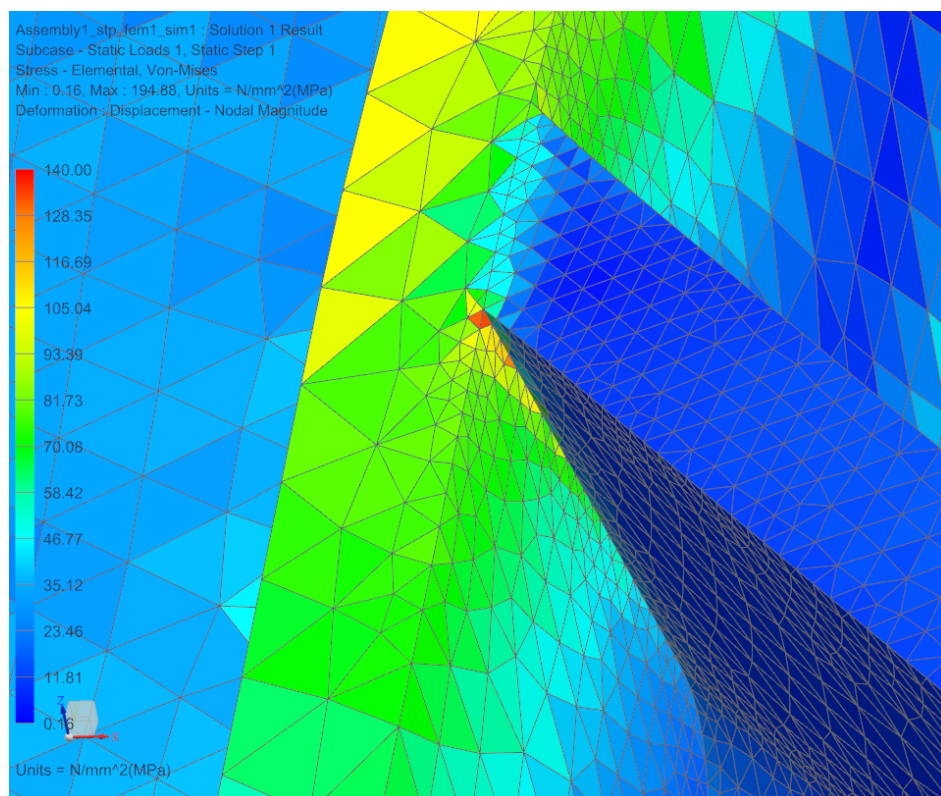 Assembly1_stp_fem1_sim1 : Solution 1 Result
Subcase - Static Loads 1, Static Step 1
Stress - Elemental, Von-Mises
Min : 0.16, Max : 194.88, Units = N/mm^2(MPa)
Deformation : Displacement - Nodal Magnitude
140.00
128.35
116.69
105.04
93.39
81.73
70.08
58.42
46.77
35.12
23.46
11.81
0.16
Z
X
Units = N/mm^2(MPa)